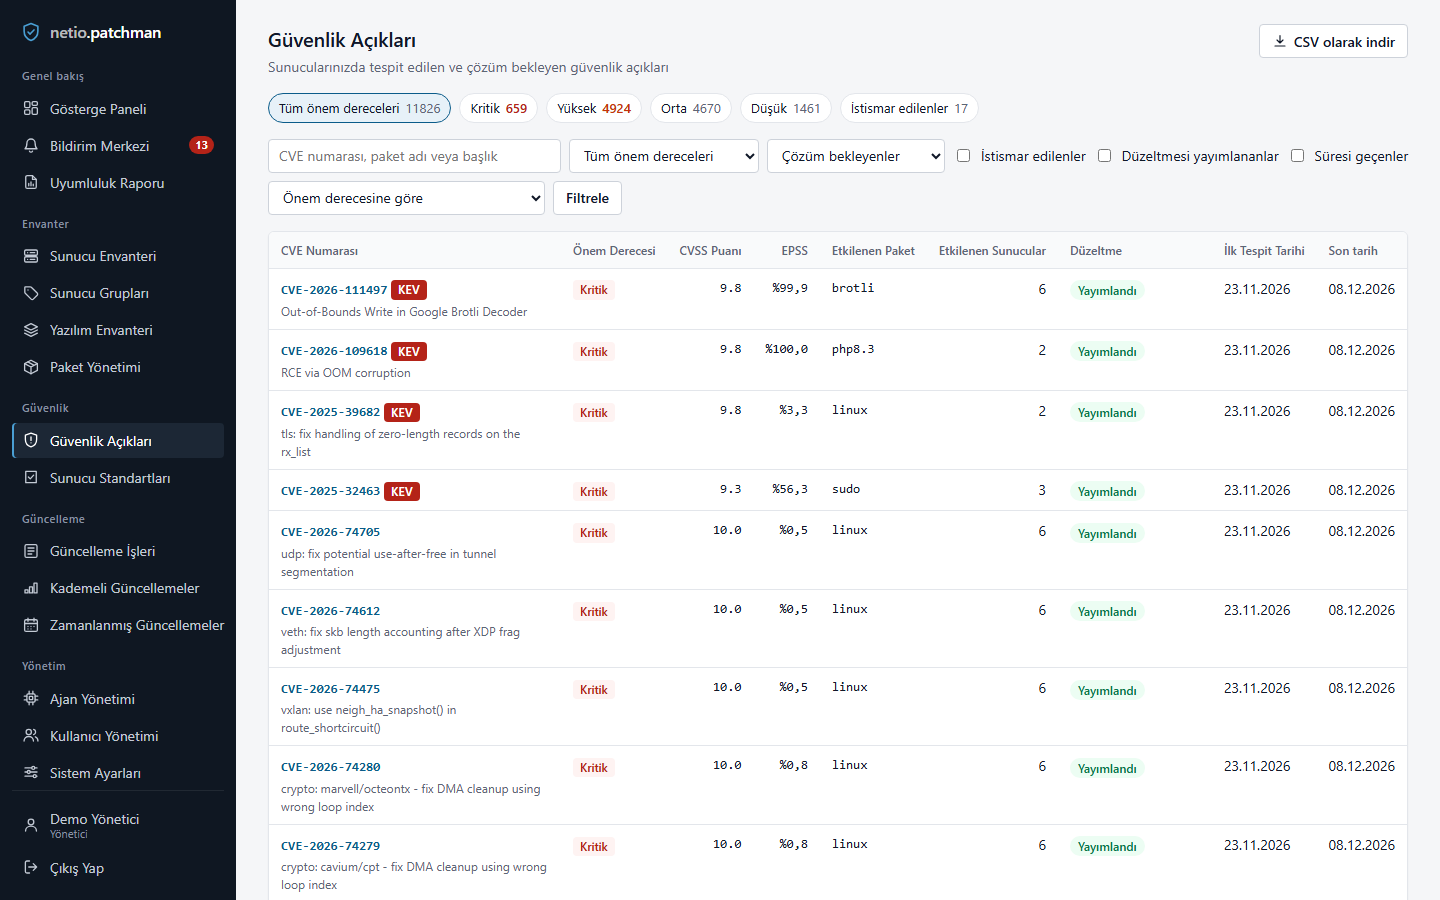 netio.patchman
Genel bakış
Gösterge Paneli
Bildirim Merkezi 13
Uyumluluk Raporu
Envanter
Sunucu Envanteri
Sunucu Grupları
Yazılım Envanteri
Paket Yönetimi
Güvenlik
Güvenlik Açıkları
Sunucu Standartları
Güncelleme
Güncelleme İşleri
Kademeli Güncellemeler
Zamanlanmış Güncellemeler
Yönetim
Ajan Yönetimi
Kullanıcı Yönetimi
Sistem Ayarları
Demo Yönetici
Yönetici
Çıkış Yap
Güvenlik Açıkları
Sunucularınızda tespit edilen ve çözüm bekleyen güvenlik açıkları
CSV olarak indir
Tüm önem dereceleri 11826 Kritik 659 Yüksek 4924 Orta 4670 Düşük 1461 İstismar edilenler 17
CVE numarası, paket adı veya başlık Tüm önem dereceleri Çözüm bekleyenler İstismar edilenler Düzeltmesi yayımlananlar Süresi geçenler
Önem derecesine göre Filtrele
CVE Numarası Önem Derecesi CVSS Puanı EPSS Etkilenen Paket Etkilenen Sunucular Düzeltme İlk Tespit Tarihi Son tarih
CVE-2026-111497 KEV Kritik 9.8 %99,9 brotli 6 Yayımlandı 23.11.2026 08.12.2026
Out-of-Bounds Write in Google Brotli Decoder
CVE-2026-109618 KEV Kritik 9.8 %100,0 php8.3 2 Yayımlandı 23.11.2026 08.12.2026
RCE via OOM corruption
CVE-2025-39682 KEV Kritik 9.8 %3,3 linux 2 Yayımlandı 23.11.2026 08.12.2026
tls: fix handling of zero-length records on the
rx_list
CVE-2025-32463 KEV Kritik 9.3 %56,3 sudo 3 Yayımlandı 23.11.2026 08.12.2026
CVE-2026-74705 Kritik 10.0 %0,5 linux 6 Yayımlandı 23.11.2026 08.12.2026
udp: fix potential use-after-free in tunnel
segmentation
CVE-2026-74612 Kritik 10.0 %0,5 linux 6 Yayımlandı 23.11.2026 08.12.2026
veth: fix skb length accounting after XDP frag
adjustment
CVE-2026-74475 Kritik 10.0 %0,5 linux 6 Yayımlandı 23.11.2026 08.12.2026
vxlan: use neigh_ha_snapshot() in
route_shortcircuit()
CVE-2026-74280 Kritik 10.0 %0,8 linux 6 Yayımlandı 23.11.2026 08.12.2026
crypto: marvell/octeontx - fix DMA cleanup using
wrong loop index
CVE-2026-74279 Kritik 10.0 %0,8 linux 6 Yayımlandı 23.11.2026 08.12.2026
crypto: cavium/cpt - fix DMA cleanup using wrong
loop index